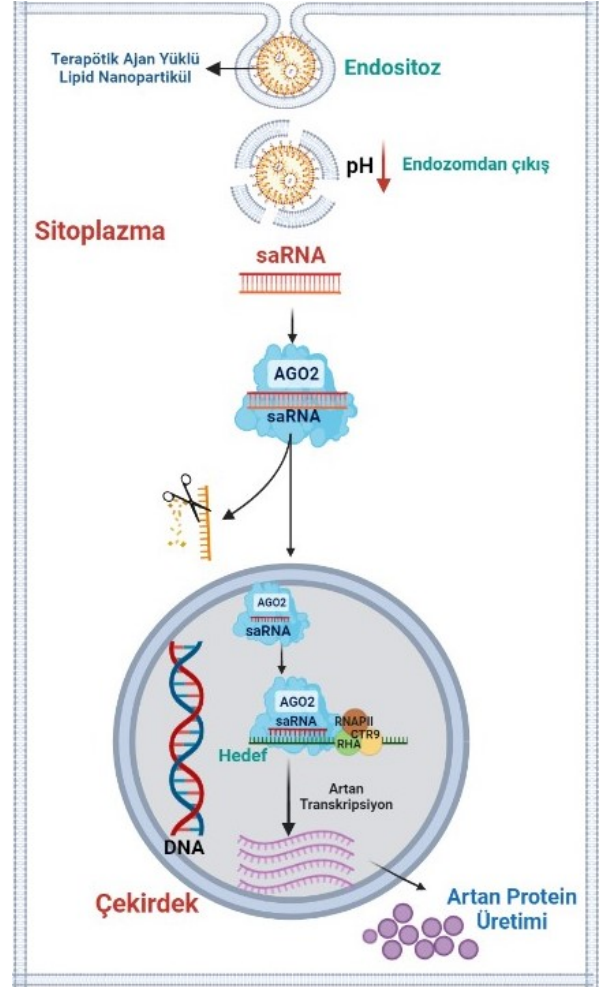 Terapötik Ajan Yüklü
Lipid Nanopartikül
Endositoz
pH
Endozomdan çıkış
Sitoplazma
saRNA
AGO2
saRNA
AGO2
saRNA
AGO2
saRNA
RNAPII
CTR9
RHA
Hedef
Artan
Transkripsiyon
DNA
Çekirdek
Artan Protein
Üretimi